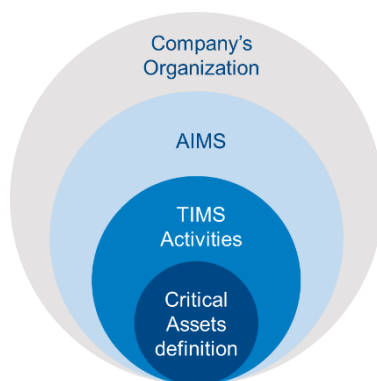 Company's
Organization
AIMS
TIMS
Activities
Critical
Assets
definition